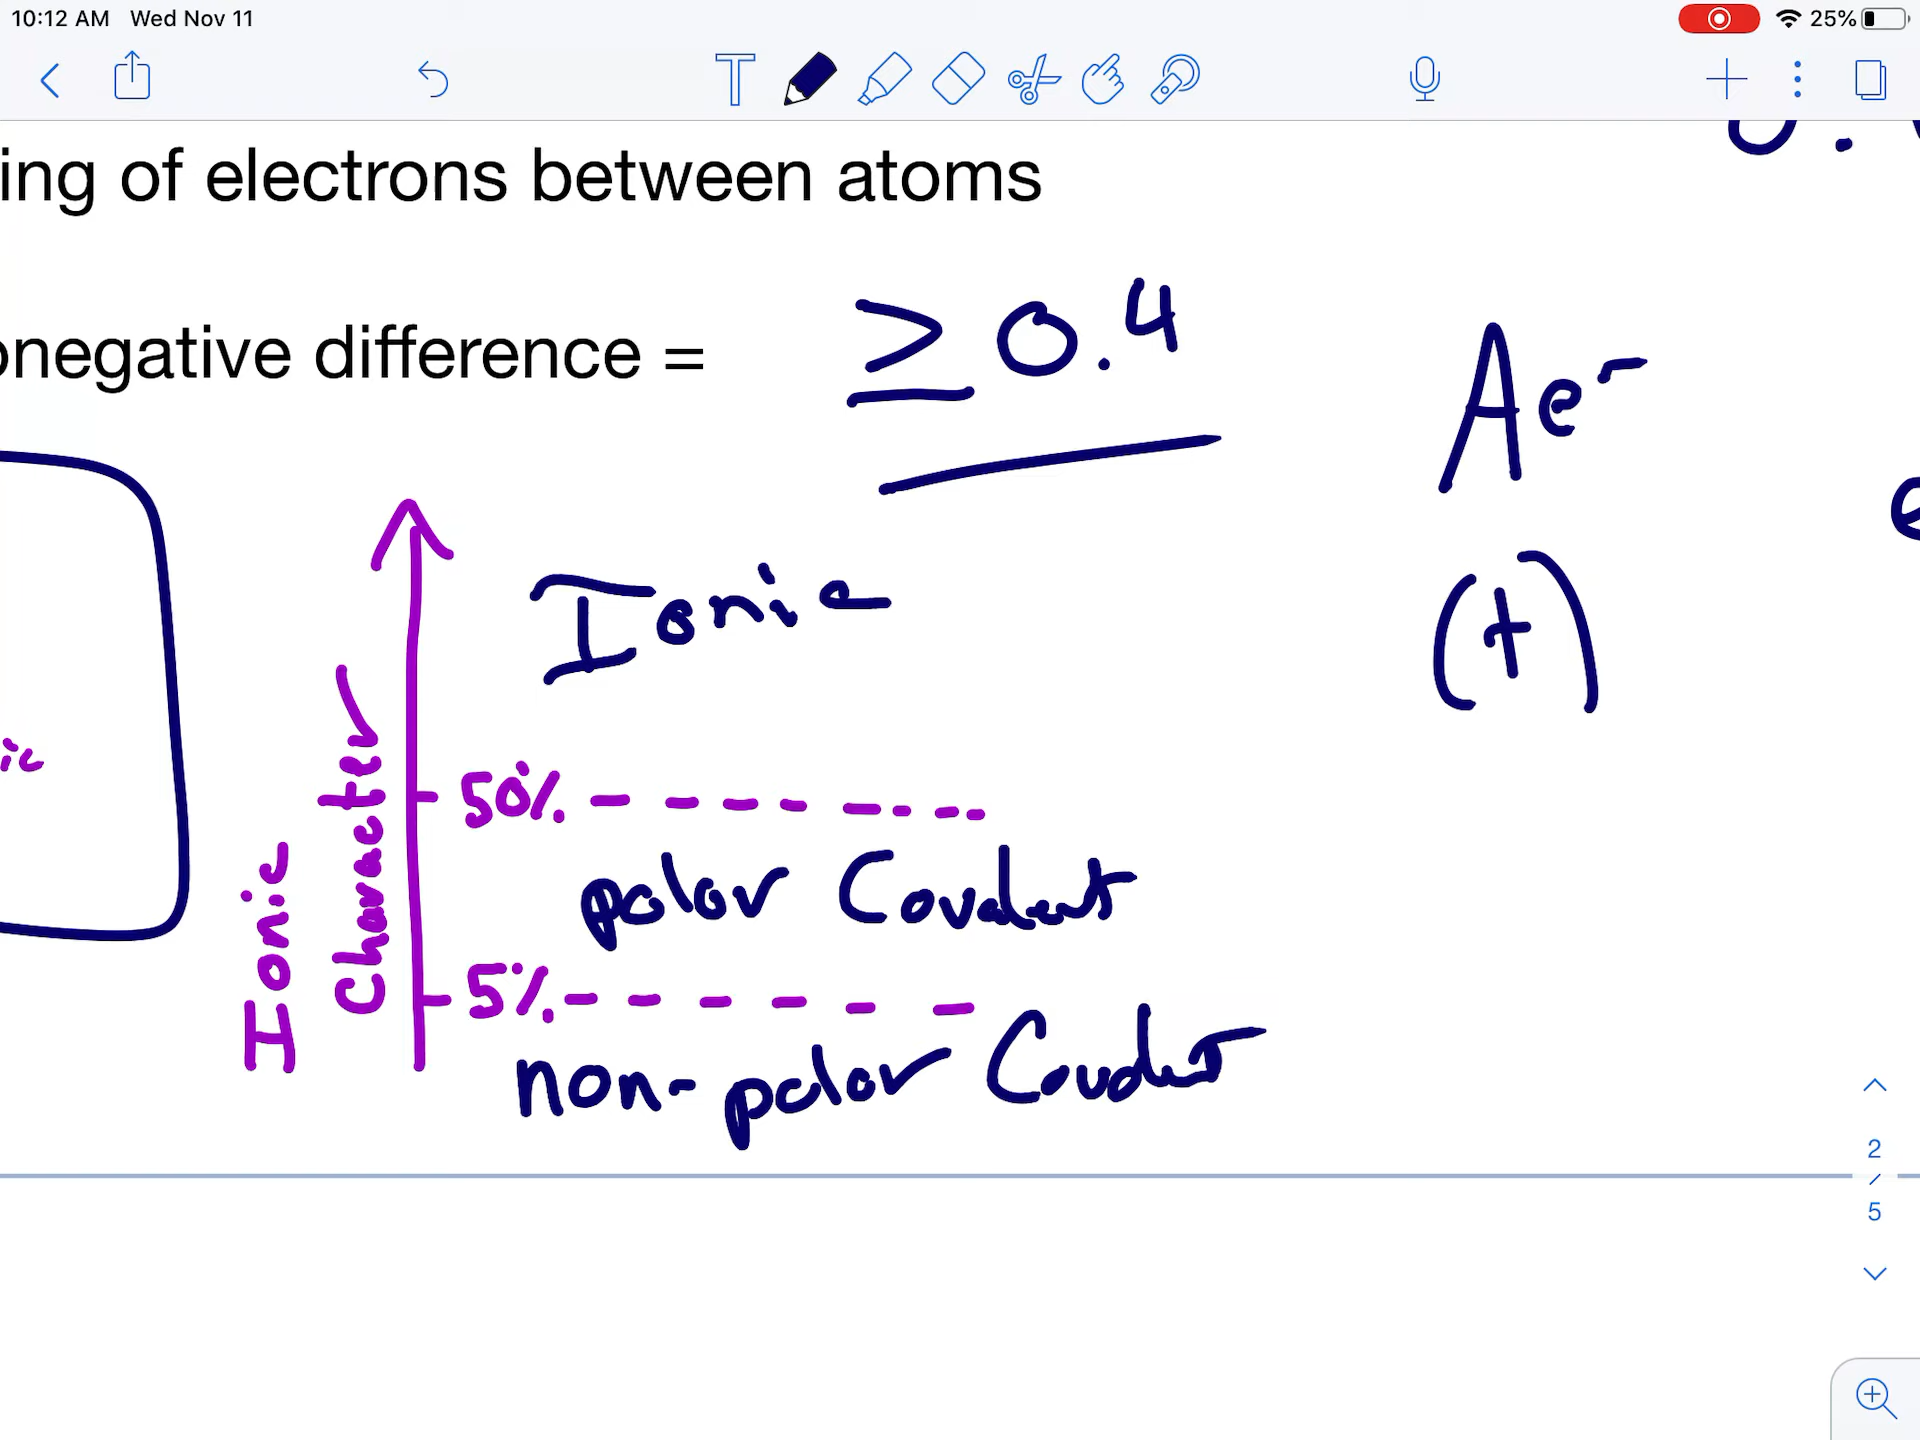 10:12 AM Wed Nov 11
25%
ing of electrons between atoms
onegative difference = ≥ 0.4
Ae⁻
(+)
Ionic
ic
Ionic Character
50%
polar Covalent
5%
non-polar Covalent
2
/
5